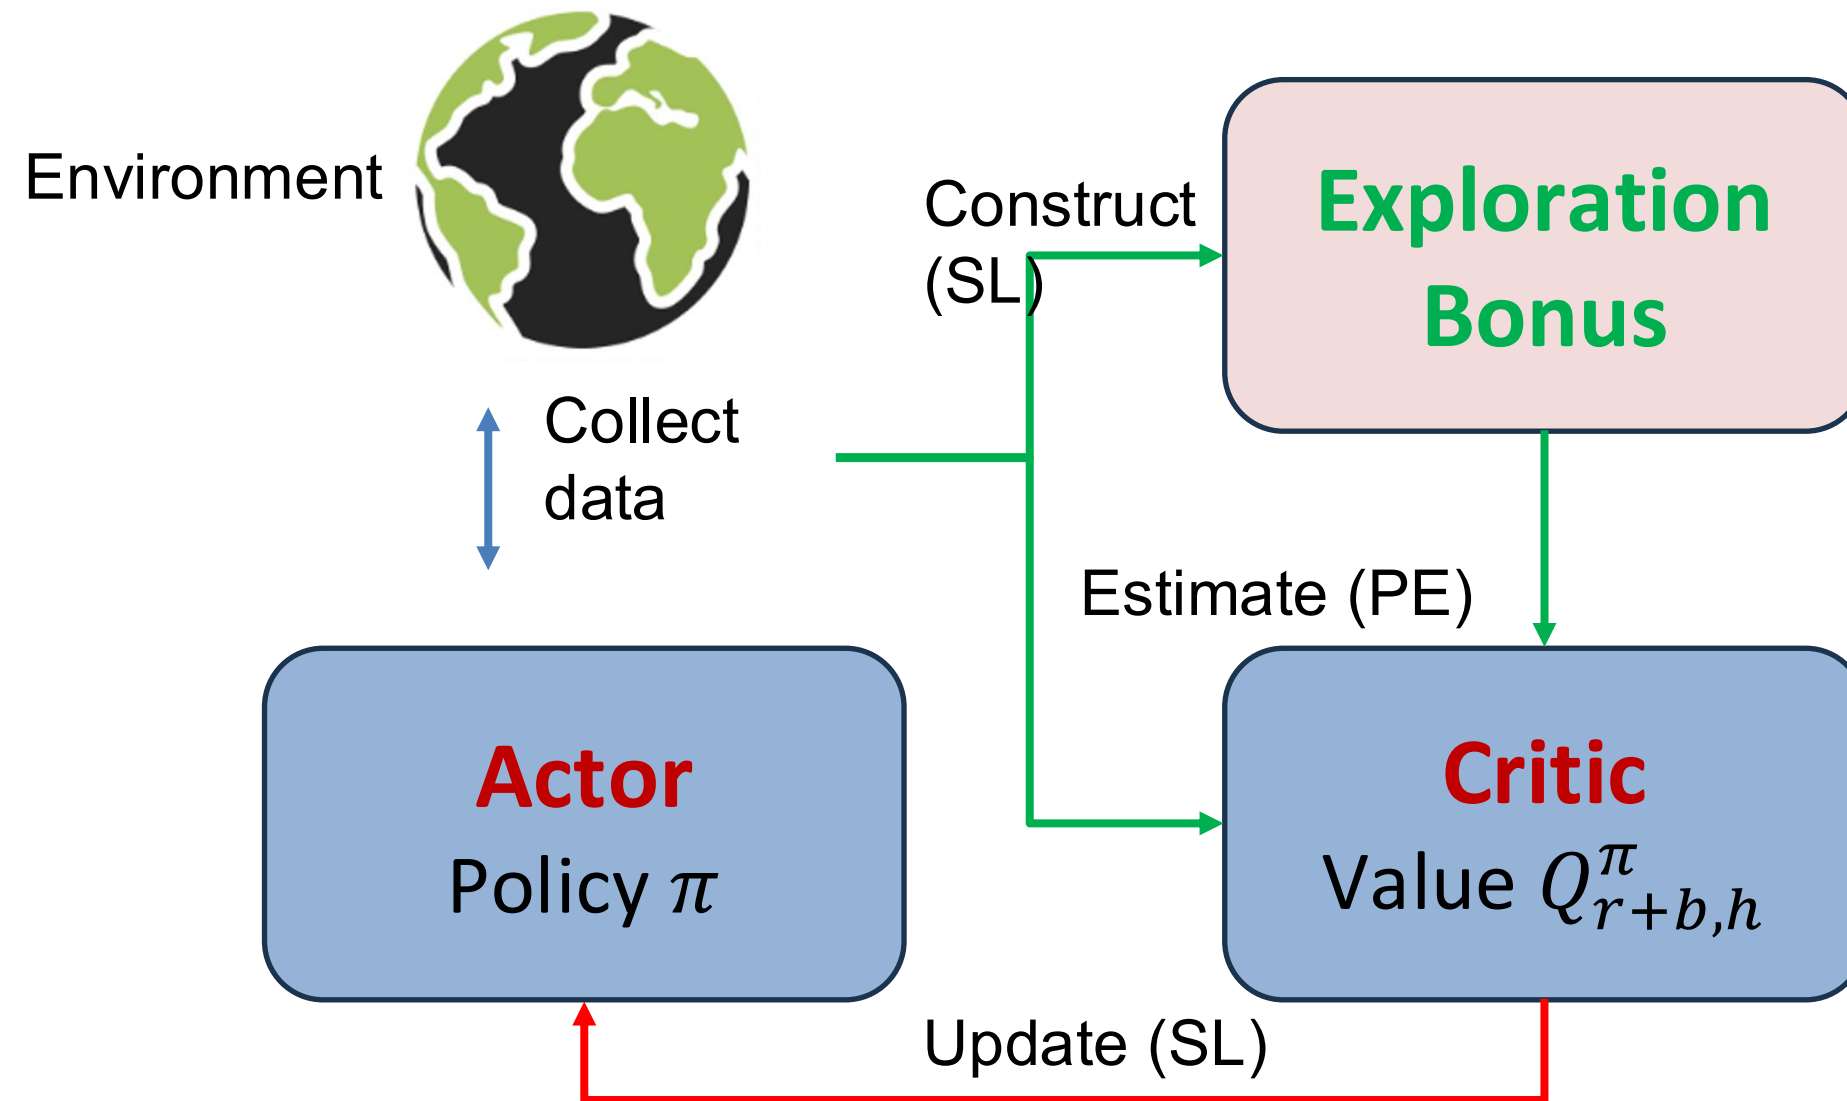 Environment
Construct
(SL)
Exploration
Bonus
Collect
data
Estimate (PE)
Actor
Policy π
Critic
Value Q^π_{r+b,h}
Update (SL)